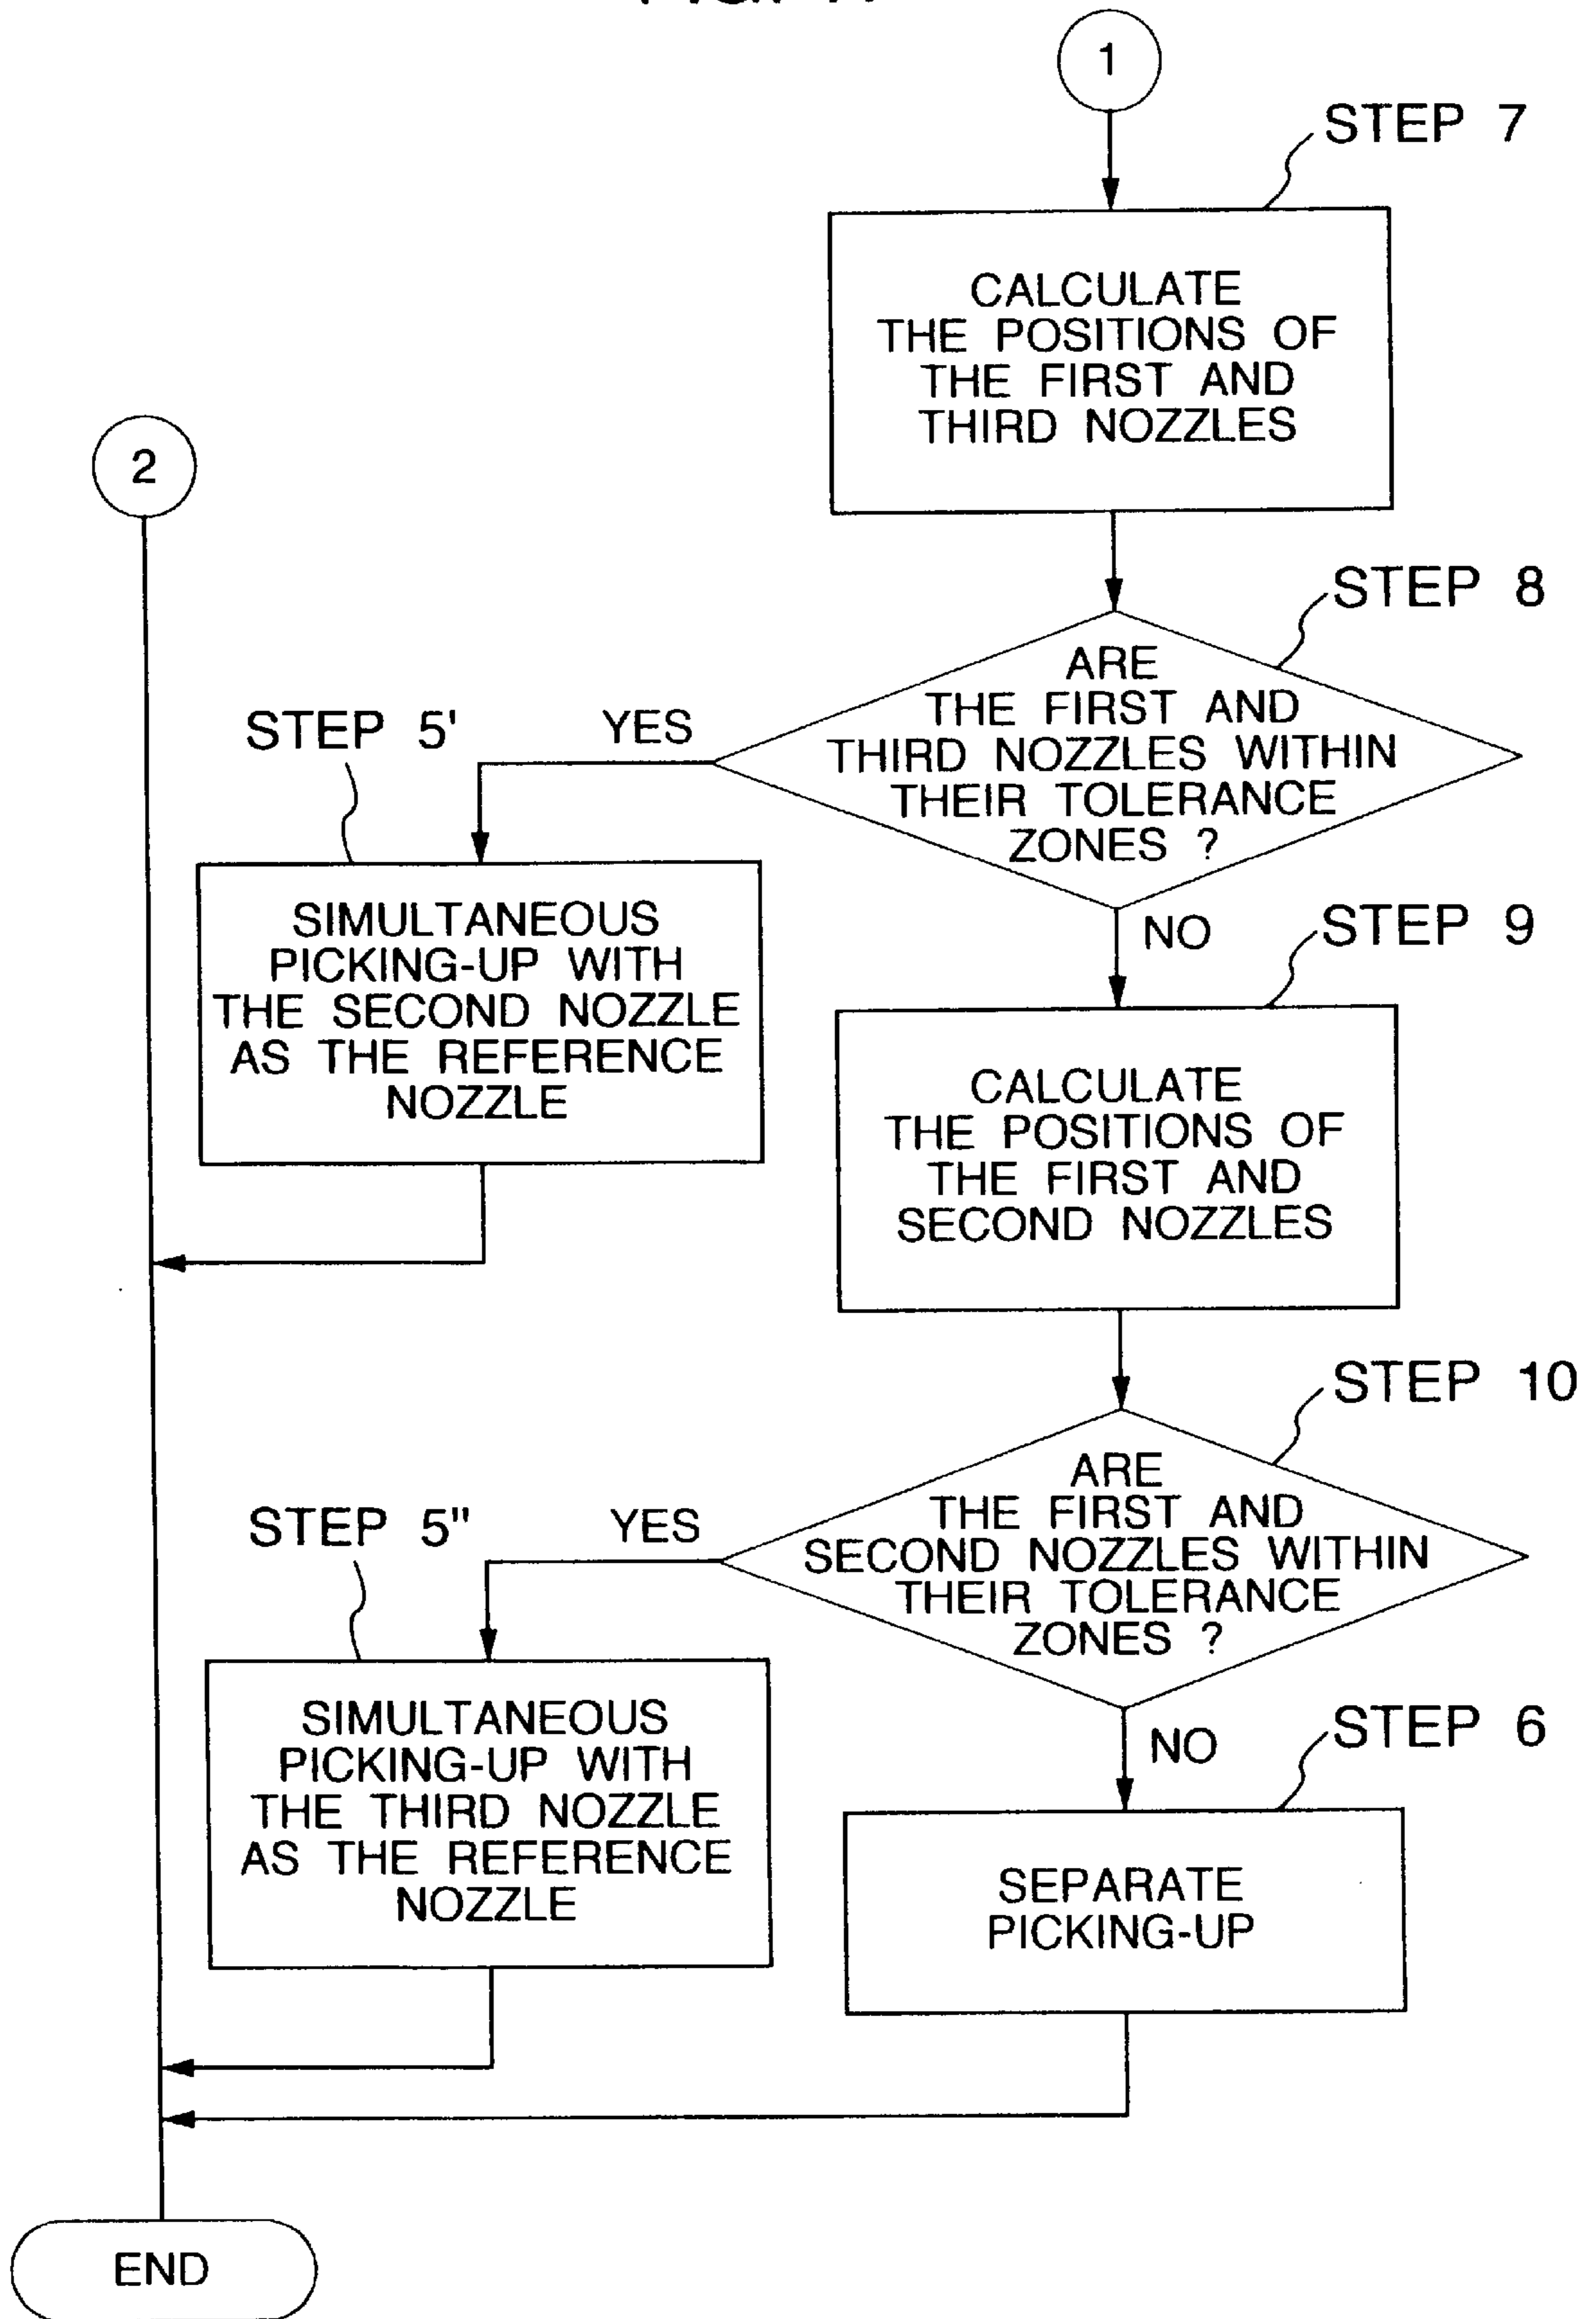 1
STEP 7
CALCULATE
THE POSITIONS OF
THE FIRST AND
THIRD NOZZLES
2
STEP 8
ARE
THE FIRST AND
THIRD NOZZLES WITHIN
THEIR TOLERANCE
ZONES ?
YES
STEP 5'
SIMULTANEOUS
PICKING-UP WITH
THE SECOND NOZZLE
AS THE REFERENCE
NOZZLE
NO
STEP 9
CALCULATE
THE POSITIONS OF
THE FIRST AND
SECOND NOZZLES
STEP 10
ARE
THE FIRST AND
SECOND NOZZLES WITHIN
THEIR TOLERANCE
ZONES ?
YES
STEP 5"
SIMULTANEOUS
PICKING-UP WITH
THE THIRD NOZZLE
AS THE REFERENCE
NOZZLE
NO
STEP 6
SEPARATE
PICKING-UP
END